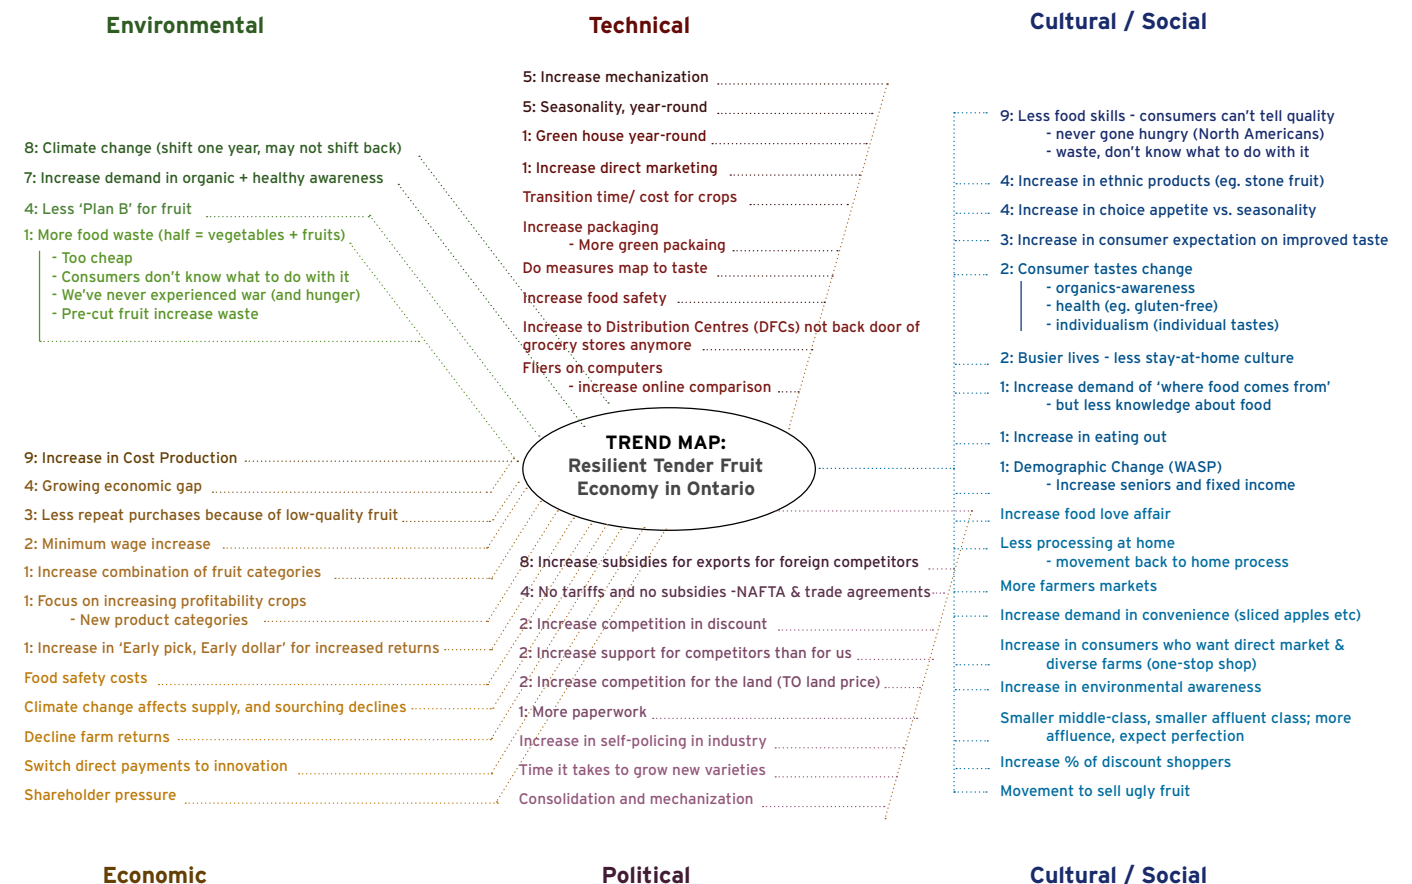 Environmental
8: Climate change (shift one year, may not shift back)
7: Increase demand in organic + healthy awareness
4: Less ‘Plan B’ for fruit
1: More food waste (half = vegetables + fruits)
- Too cheap
- Consumers don’t know what to do with it
- We’ve never experienced war (and hunger)
- Pre-cut fruit increase waste
Technical
5: Increase mechanization
5: Seasonality, year-round
1: Green house year-round
1: Increase direct marketing
Transition time/ cost for crops
Increase packaging
- More green packaing
Do measures map to taste
Increase food safety
Increase to Distribution Centres (DFCs) not back door of
grocery stores anymore
Fliers on computers
- increase online comparison
Cultural / Social
9: Less food skills - consumers can’t tell quality
- never gone hungry (North Americans)
- waste, don’t know what to do with it
4: Increase in ethnic products (eg. stone fruit)
4: Increase in choice appetite vs. seasonality
3: Increase in consumer expectation on improved taste
2: Consumer tastes change
- organics-awareness
- health (eg. gluten-free)
- individualism (individual tastes)
2: Busier lives - less stay-at-home culture
1: Increase demand of ‘where food comes from’
- but less knowledge about food
1: Increase in eating out
1: Demographic Change (WASP)
- Increase seniors and fixed income
Increase food love affair
Less processing at home
- movement back to home process
More farmers markets
Increase demand in convenience (sliced apples etc)
Increase in consumers who want direct market &
diverse farms (one-stop shop)
Increase in environmental awareness
Smaller middle-class, smaller affluent class; more
affluence, expect perfection
Increase % of discount shoppers
Movement to sell ugly fruit
Cultural / Social
TREND MAP:
Resilient Tender Fruit
Economy in Ontario
9: Increase in Cost Production
4: Growing economic gap
3: Less repeat purchases because of low-quality fruit
2: Minimum wage increase
1: Increase combination of fruit categories
1: Focus on increasing profitability crops
- New product categories
1: Increase in ‘Early pick, Early dollar’ for increased returns
Food safety costs
Climate change affects supply, and sourching declines
Decline farm returns
Switch direct payments to innovation
Shareholder pressure
Economic
8: Increase subsidies for exports for foreign competitors
4: No tariffs and no subsidies -NAFTA & trade agreements
2: Increase competition in discount
2: Increase support for competitors than for us
2: Increase competition for the land (TO land price)
1: More paperwork
Increase in self-policing in industry
Time it takes to grow new varieties
Consolidation and mechanization
Political